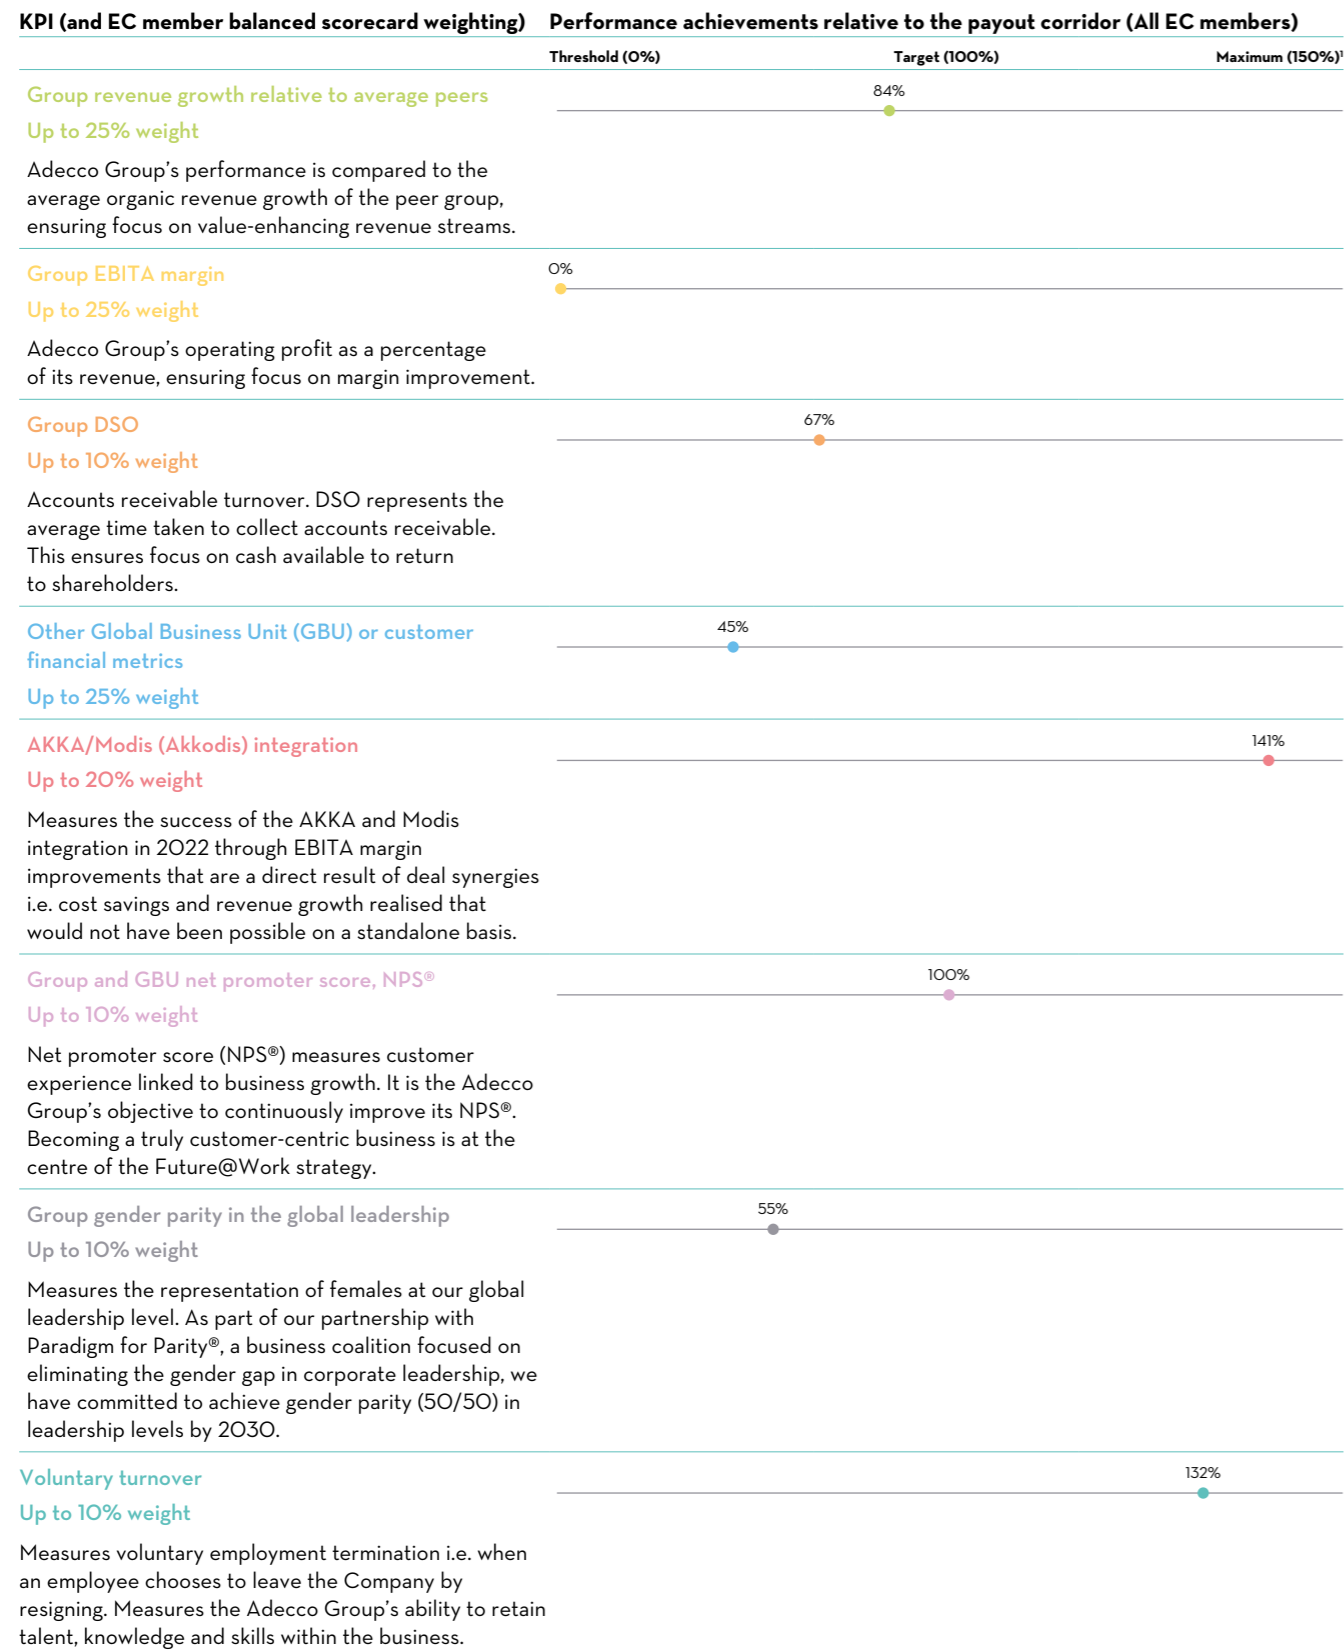 KPI (and EC member balanced scorecard weighting) Performance achievements relative to the payout corridor (All EC members)
Threshold (0%) Target (100%) Maximum (150%)¹
Group revenue growth relative to average peers
84%
Up to 25% weight
Adecco Group's performance is compared to the
average organic revenue growth of the peer group,
ensuring focus on value-enhancing revenue streams.
Group EBITA margin
0%
Up to 25% weight
Adecco Group's operating profit as a percentage
of its revenue, ensuring focus on margin improvement.
Group DSO
67%
Up to 10% weight
Accounts receivable turnover. DSO represents the
average time taken to collect accounts receivable.
This ensures focus on cash available to return
to shareholders.
Other Global Business Unit (GBU) or customer
financial metrics
45%
Up to 25% weight
AKKA/Modis (Akkodis) integration
141%
Up to 20% weight
Measures the success of the AKKA and Modis
integration in 2022 through EBITA margin
improvements that are a direct result of deal synergies
i.e. cost savings and revenue growth realised that
would not have been possible on a standalone basis.
Group and GBU net promoter score, NPS®
100%
Up to 10% weight
Net promoter score (NPS®) measures customer
experience linked to business growth. It is the Adecco
Group's objective to continuously improve its NPS®.
Becoming a truly customer-centric business is at the
centre of the Future@Work strategy.
Group gender parity in the global leadership
55%
Up to 10% weight
Measures the representation of females at our global
leadership level. As part of our partnership with
Paradigm for Parity®, a business coalition focused on
eliminating the gender gap in corporate leadership, we
have committed to achieve gender parity (50/50) in
leadership levels by 2030.
Voluntary turnover
132%
Up to 10% weight
Measures voluntary employment termination i.e. when
an employee chooses to leave the Company by
resigning. Measures the Adecco Group's ability to retain
talent, knowledge and skills within the business.